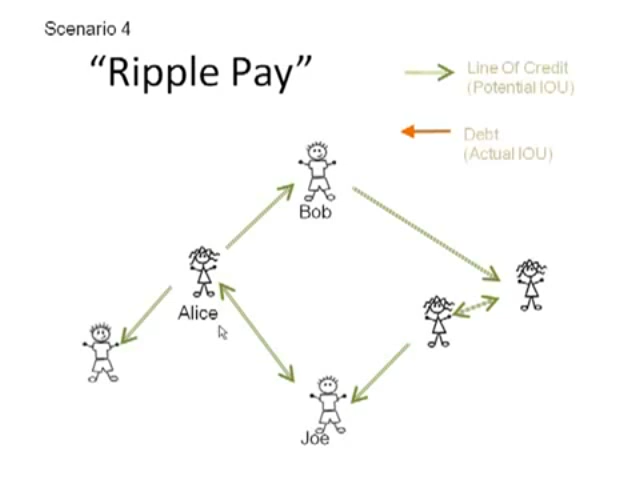 Scenario 4
“Ripple Pay”
Line Of Credit
(Potential IOU)
Debt
(Actual IOU)
Bob
Alice
Joe